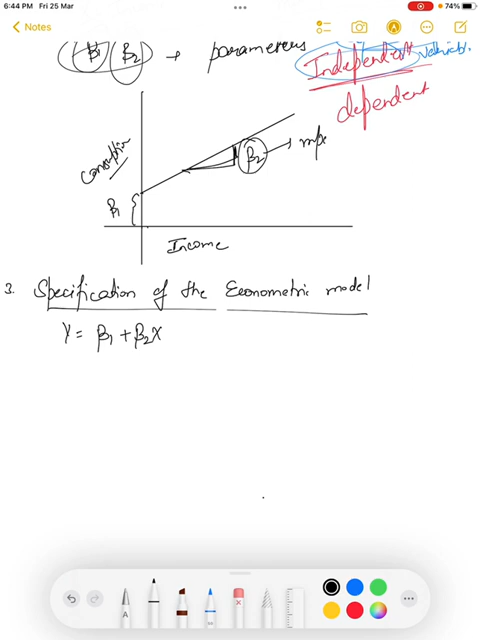 6:44 PM Fri 25 Mar
74%
Notes
β1 β2 → parameters
Independent
dependent
Consumption
β2 → mpc
β1
Income
3. Specification of the Econometric model
Y = β1 + β2X
A